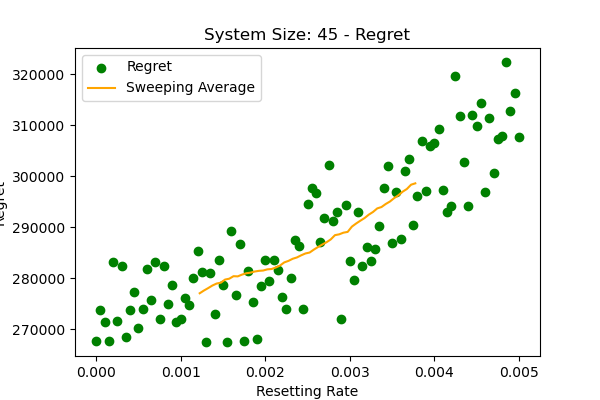 System Size: 45 - Regret
Regret
Sweeping Average
Regret
320000
310000
300000
290000
280000
270000
0.000 0.001 0.002 0.003 0.004 0.005
Resetting Rate